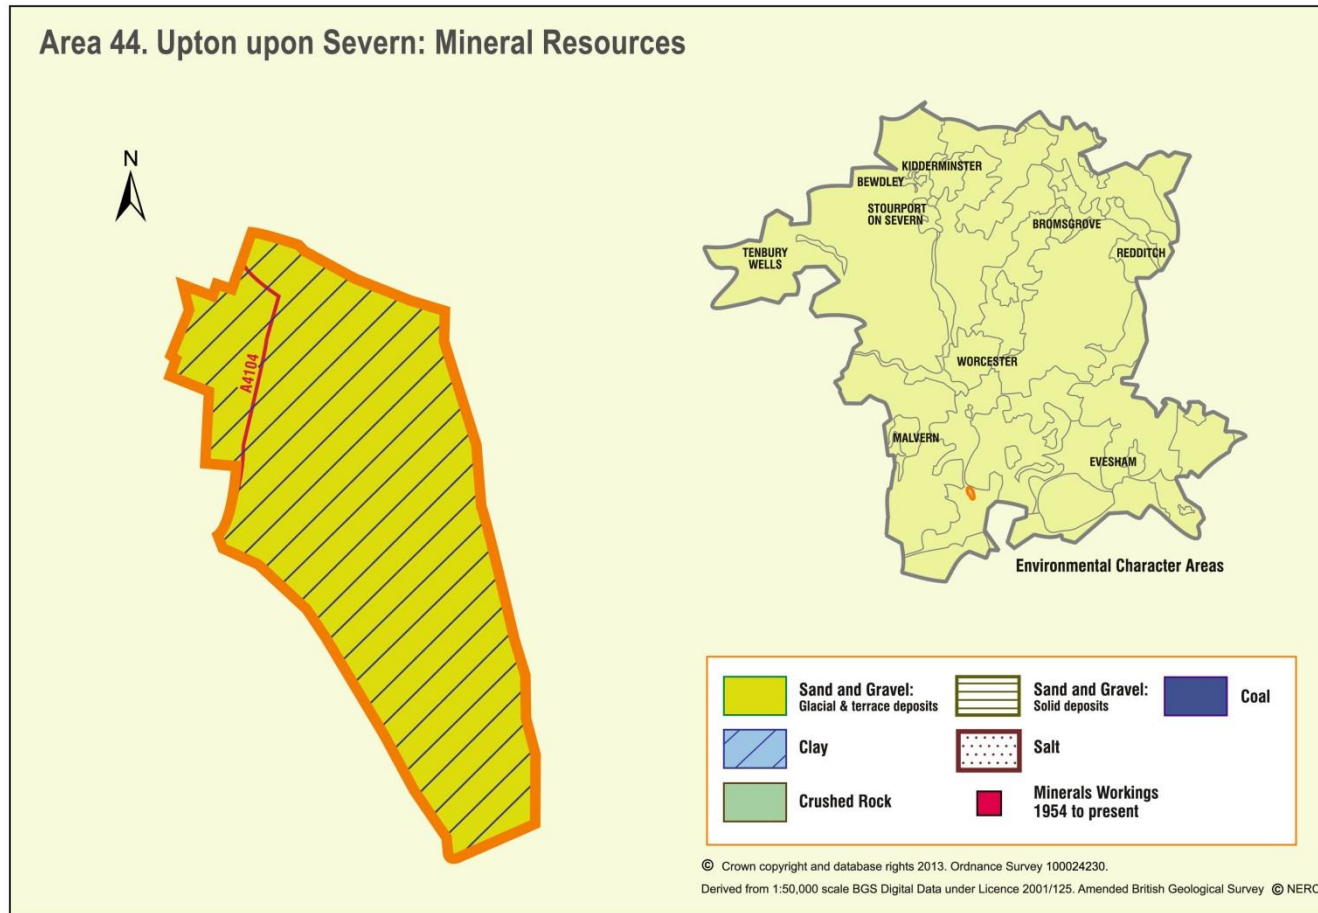 Area 44. Upton upon Severn: Mineral Resources
N
A4104
KIDDERMINSTER
BEWDLEY
STOURPORT
ON SEVERN
BROMSGROVE
TENBURY
WELLS
REDDITCH
WORCESTER
MALVERN
EVESHAM
Environmental Character Areas
Sand and Gravel:
Glacial & terrace deposits
Sand and Gravel:
Solid deposits
Coal
Clay
Salt
Crushed Rock
Minerals Workings
1954 to present
© Crown copyright and database rights 2013. Ordnance Survey 100024230.
Derived from 1:50,000 scale BGS Digital Data under Licence 2001/125. Amended British Geological Survey © NERC